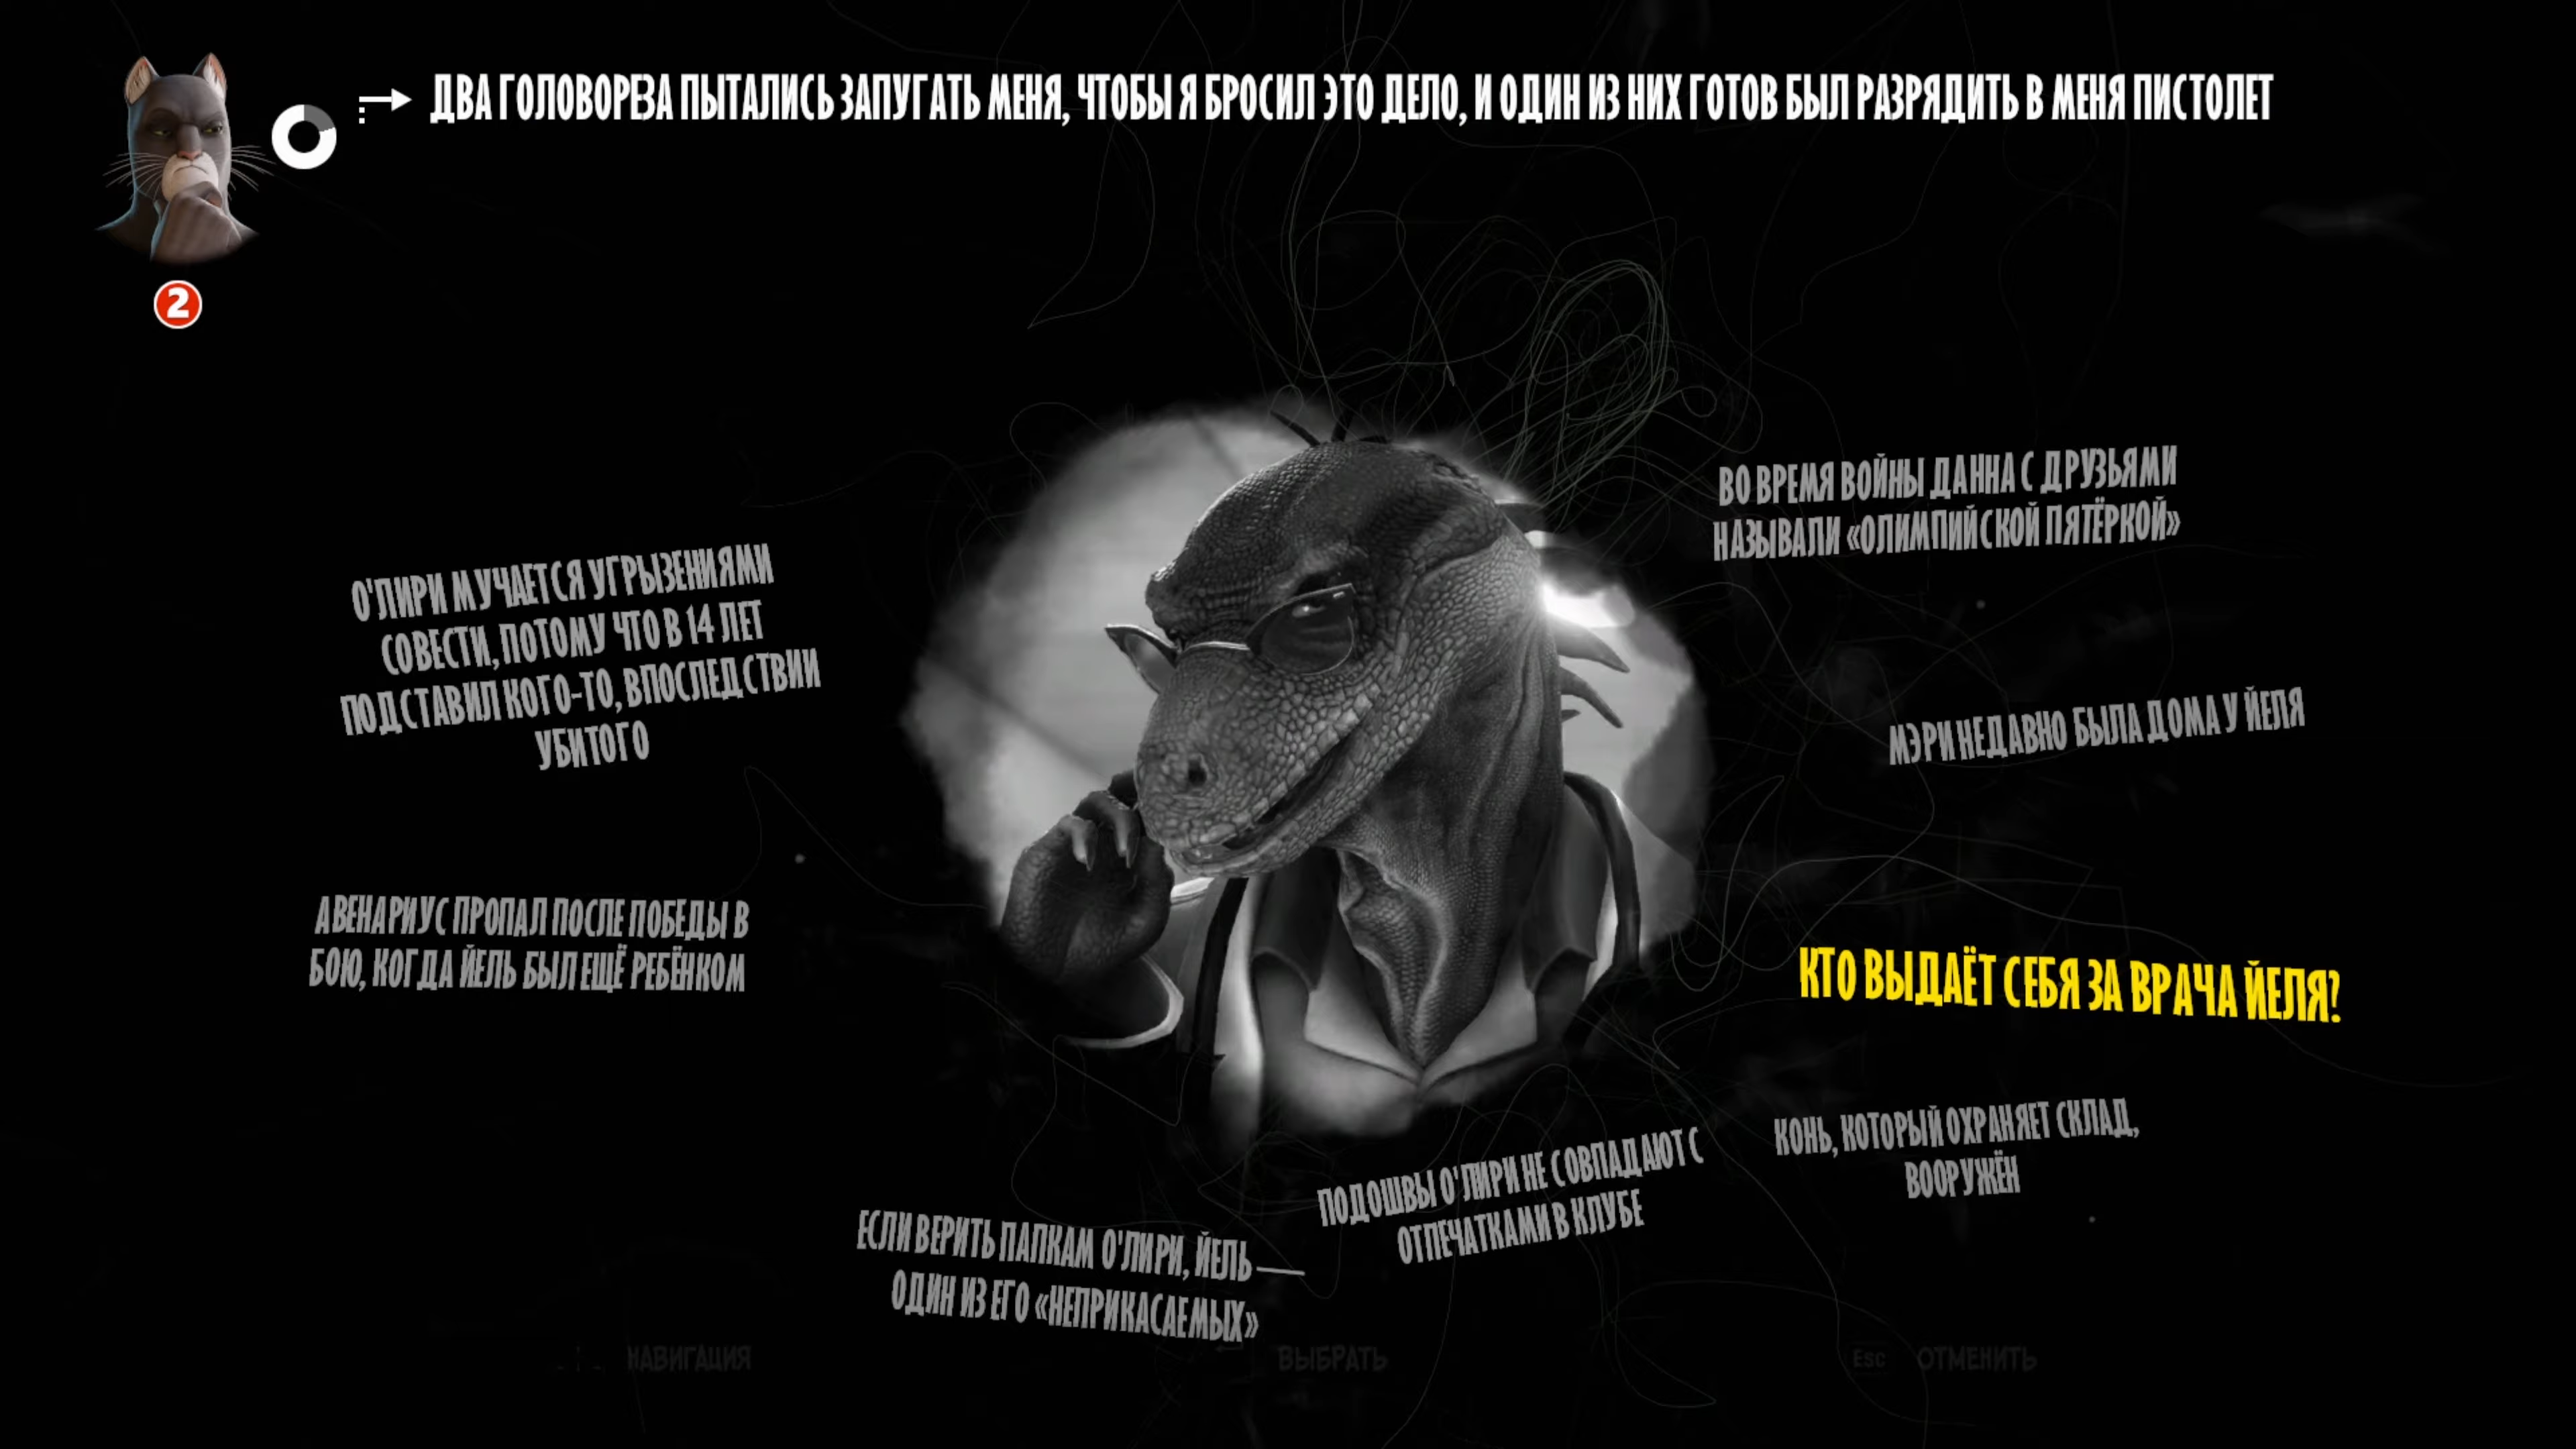 ДВА ГОЛОВОРЕЗА ПЫТАЛИСЬ ЗАПУГАТЬ МЕНЯ, ЧТОБЫ Я БРОСИЛ ЭТО ДЕЛО, И ОДИН ИЗ НИХ ГОТОВ БЫЛ РАЗРЯДИТЬ В МЕНЯ ПИСТОЛЕТ
2
ВО ВРЕМЯ ВОЙНЫ ДАННА С ДРУЗЬЯМИ
НАЗЫВАЛИ «ОЛИМПИЙСКОЙ ПЯТЁРКОЙ»
О'ЛИРИ МУЧАЕТСЯ УГРЫЗЕНИЯМИ
СОВЕСТИ, ПОТОМУ ЧТО В 14 ЛЕТ
ПОДСТАВИЛ КОГО-ТО, ВПОСЛЕДСТВИИ
УБИТОГО
МЭРИ НЕДАВНО БЫЛА ДОМА У ЙЕЛЯ
АВЕНАРИУС ПРОПАЛ ПОСЛЕ ПОБЕДЫ В
БОЮ, КОГДА ЙЕЛЬ БЫЛ ЕЩЁ РЕБЁНКОМ
КТО ВЫДАЁТ СЕБЯ ЗА ВРАЧА ЙЕЛЯ?
КОНЬ, КОТОРЫЙ ОХРАНЯЕТ СКЛАД,
ВООРУЖЁН
ПОДОШВЫ О'ЛИРИ НЕ СОВПАДАЮТ С
ОТПЕЧАТКАМИ В КЛУБЕ
ЕСЛИ ВЕРИТЬ ПАПКАМ О'ЛИРИ, ЙЕЛЬ —
ОДИН ИЗ ЕГО «НЕПРИКАСАЕМЫХ»
НАВИГАЦИЯ
ВЫБРАТЬ
Esc ОТМЕНИТЬ